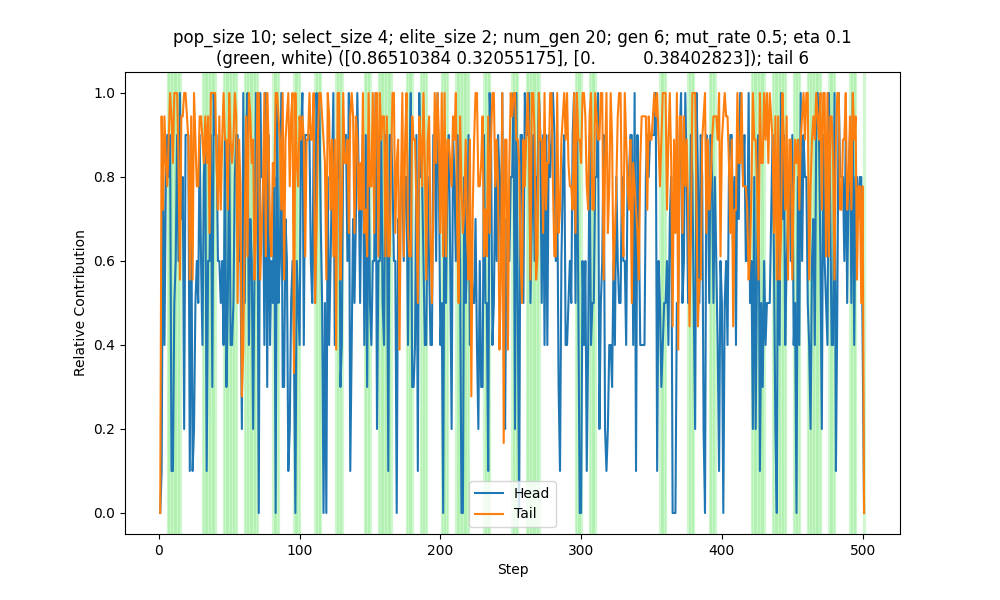 pop_size 10; select_size 4; elite_size 2; num_gen 20; gen 6; mut_rate 0.5; eta 0.1
(green, white) ([0.86510384 0.32055175], [0.         0.38402823]); tail 6
1.0
0.8
0.6
0.4
0.2
0.0
Relative Contribution
Head
Tail
0
100
200
300
400
500
Step